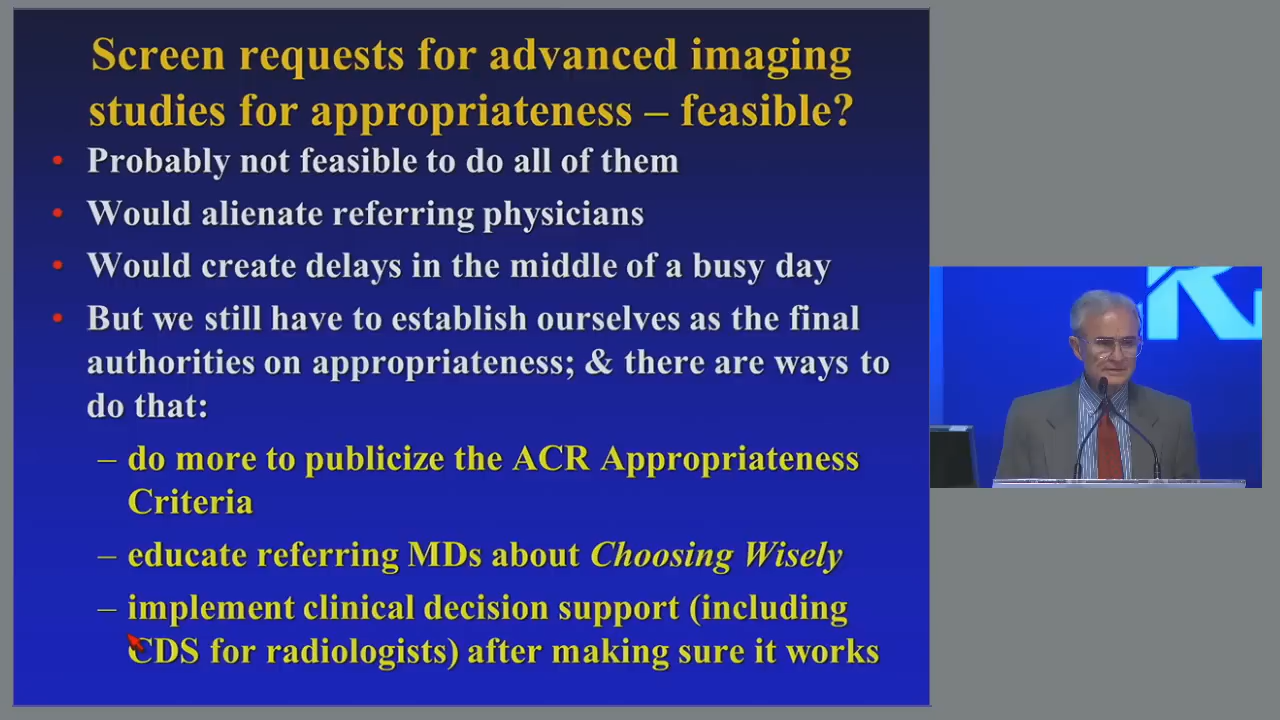 Screen requests for advanced imaging
studies for appropriateness – feasible?
• Probably not feasible to do all of them
• Would alienate referring physicians
• Would create delays in the middle of a busy day
• But we still have to establish ourselves as the final
authorities on appropriateness; & there are ways to
do that:
– do more to publicize the ACR Appropriateness
Criteria
– educate referring MDs about Choosing Wisely
– implement clinical decision support (including
CDS for radiologists) after making sure it works